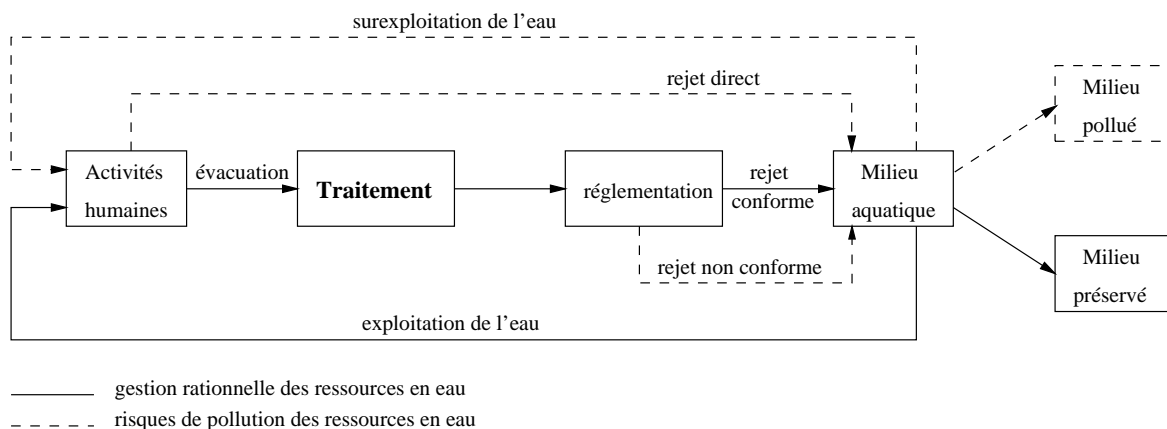 surexploitation de l'eau
rejet direct
Milieu
pollué
Activités
humaines
évacuation
Traitement
réglementation
rejet
conforme
Milieu
aquatique
rejet non conforme
Milieu
préservé
exploitation de l'eau
gestion rationnelle des ressources en eau
risques de pollution des ressources en eau